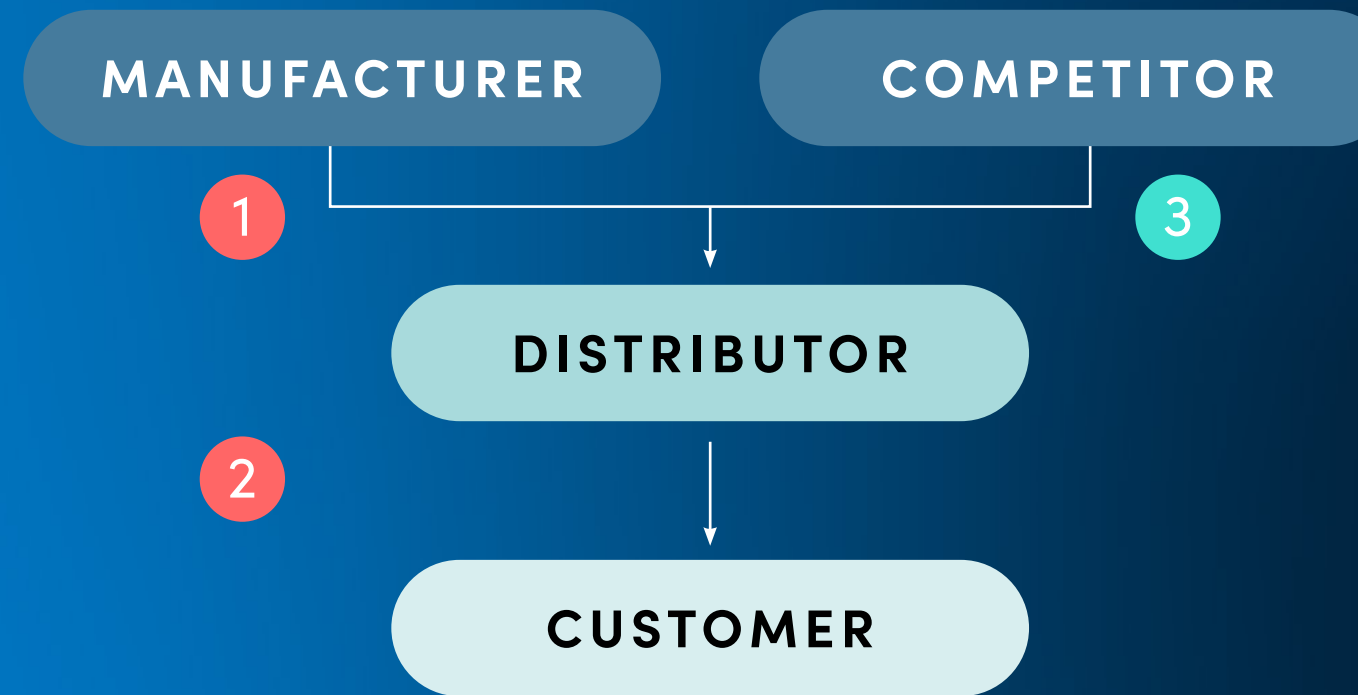 MANUFACTURER
COMPETITOR
1
3
DISTRIBUTOR
2
CUSTOMER